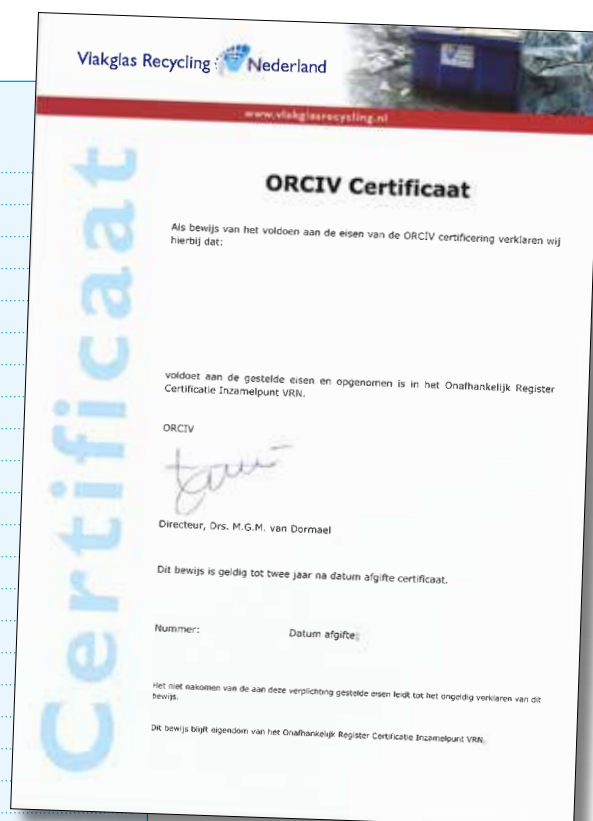 Vlakglas Recycling Nederland
www.vlakglasrecycling.nl
Certificaat
ORCIV Certificaat
Als bewijs van het voldoen aan de eisen van de ORCIV certificering verklaren wij
hierbij dat:
voldoet aan de gestelde eisen en opgenomen is in het Onafhankelijk Register
Certificatie Inzamelpunt VRN.
ORCIV
Directeur, Drs. M.G.M. van Dormael
Dit bewijs is geldig tot twee jaar na datum afgifte certificaat.
Nummer: Datum afgifte:
Het niet nakomen van de aan deze verplichting gestelde eisen leidt tot het ongeldig verklaren van dit
bewijs.
Dit bewijs blijft eigendom van het Onafhankelijk Register Certificatie Inzamelpunt VRN.